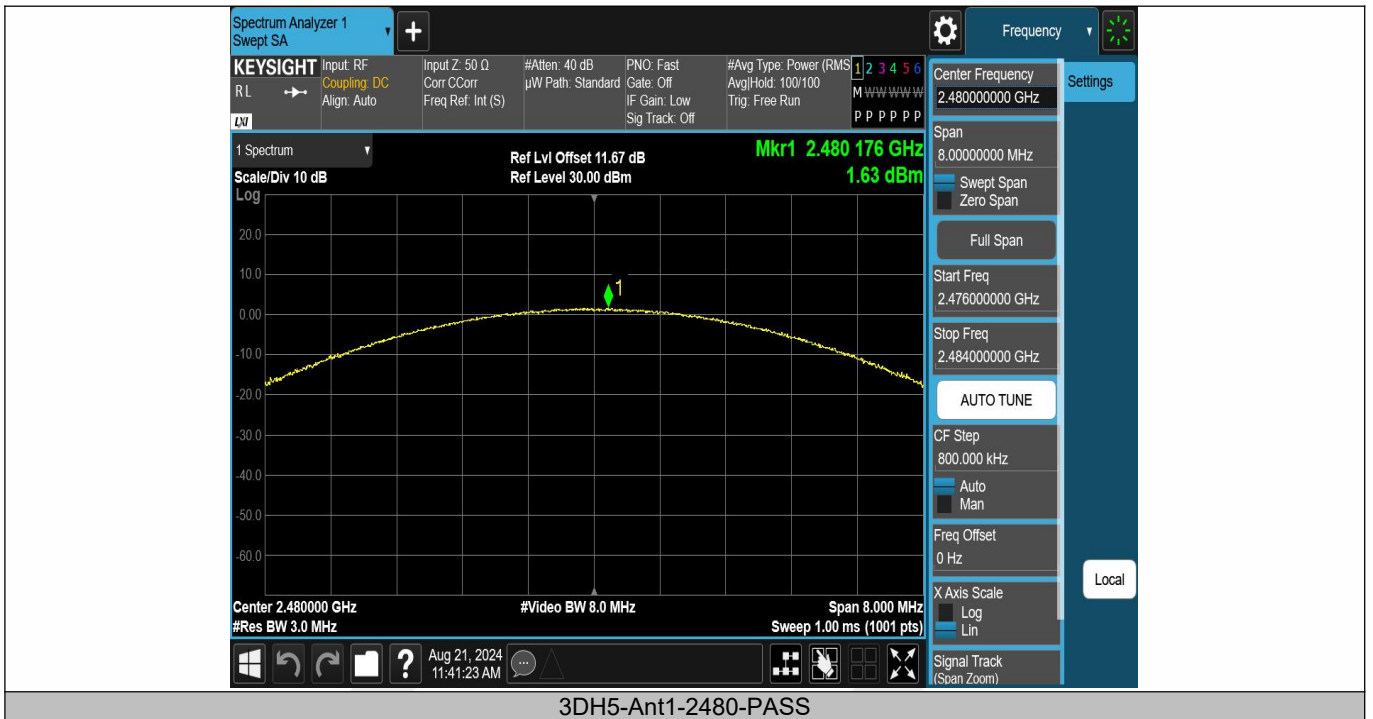 Spectrum Analyzer 1
Swept SA
+
Frequency
KEYSIGHT
RL
LXI
Input: RF
Coupling: DC
Align: Auto
Input Z: 50 Ω
Corr CCorr
Freq Ref: Int (S)
#Atten: 40 dB
µW Path: Standard
PNO: Fast
Gate: Off
IF Gain: Low
Sig Track: Off
#Avg Type: Power (RMS
Avg|Hold: 100/100
Trig: Free Run
1 2 3 4 5 6
M W W W W W
P P P P P P
1 Spectrum
Scale/Div 10 dB
Log
Ref Lvl Offset 11.67 dB
Ref Level 30.00 dBm
Mkr1 2.480 176 GHz
1.63 dBm
20.0
10.0
0.00
-10.0
-20.0
-30.0
-40.0
-50.0
-60.0
1
Center 2.480000 GHz
#Res BW 3.0 MHz
#Video BW 8.0 MHz
Span 8.000 MHz
Sweep 1.00 ms (1001 pts)
Center Frequency
2.480000000 GHz
Settings
Span
8.00000000 MHz
Swept Span
Zero Span
Full Span
Start Freq
2.476000000 GHz
Stop Freq
2.484000000 GHz
AUTO TUNE
CF Step
800.000 kHz
Auto
Man
Freq Offset
0 Hz
X Axis Scale
Log
Lin
Local
Signal Track
(Span Zoom)
?
Aug 21, 2024
11:41:23 AM
3DH5-Ant1-2480-PASS